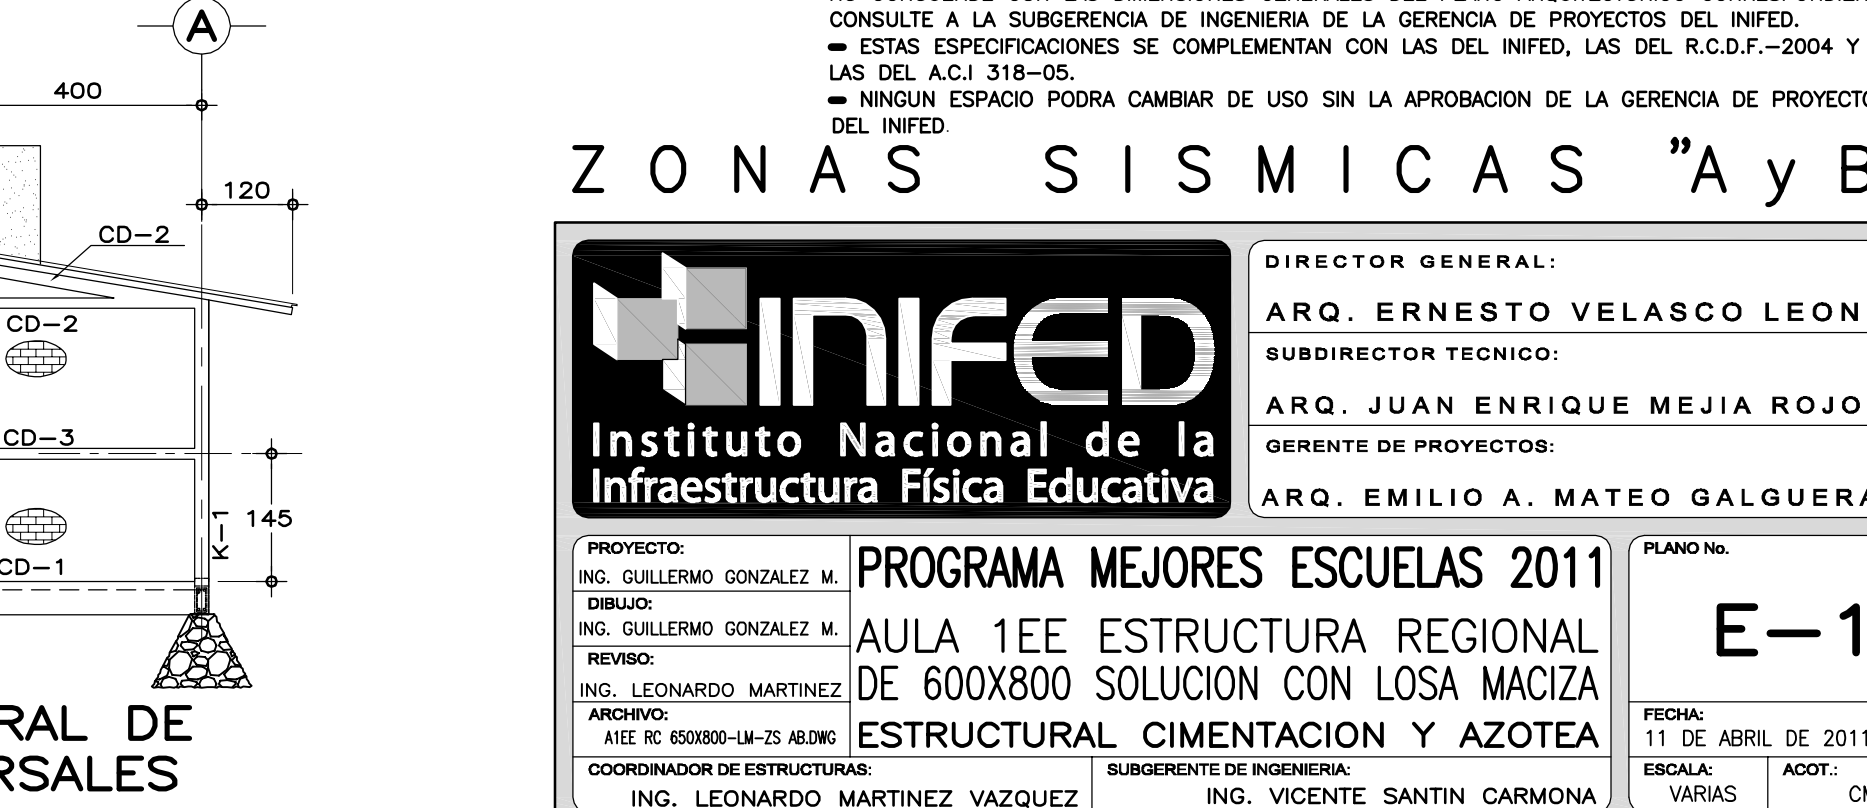 CONSULTE A LA SUBGERENCIA DE INGENIERIA DE LA GERENCIA DE PROYECTOS DEL INIFED.
- ESTAS ESPECIFICACIONES SE COMPLEMENTAN CON LAS DEL INIFED, LAS DEL R.C.D.F.-2004 Y
LAS DEL A.C.I 318-05.
- NINGUN ESPACIO PODRA CAMBIAR DE USO SIN LA APROBACION DE LA GERENCIA DE PROYECTO
DEL INIFED.
ZONAS SISMICAS "A y B
A
400
120
CD-2
CD-2
CD-3
K-1
145
CD-1
RAL DE
RSALES
INIFED
Instituto Nacional de la
Infraestructura Física Educativa
DIRECTOR GENERAL:
ARQ. ERNESTO VELASCO LEON
SUBDIRECTOR TECNICO:
ARQ. JUAN ENRIQUE MEJIA ROJO
GERENTE DE PROYECTOS:
ARQ. EMILIO A. MATEO GALGUERA
PROYECTO:
ING. GUILLERMO GONZALEZ M.
DIBUJO:
ING. GUILLERMO GONZALEZ M.
REVISO:
ING. LEONARDO MARTINEZ
ARCHIVO:
A1EE RC 650X800-LM-ZS AB.DWG
PROGRAMA MEJORES ESCUELAS 2011
AULA 1EE ESTRUCTURA REGIONAL
DE 600X800 SOLUCION CON LOSA MACIZA
ESTRUCTURAL CIMENTACION Y AZOTEA
COORDINADOR DE ESTRUCTURAS:
ING. LEONARDO MARTINEZ VAZQUEZ
SUBGERENTE DE INGENIERIA:
ING. VICENTE SANTIN CARMONA
PLANO No.
E-1
FECHA:
11 DE ABRIL DE 2011
ESCALA:
VARIAS
ACOT.: